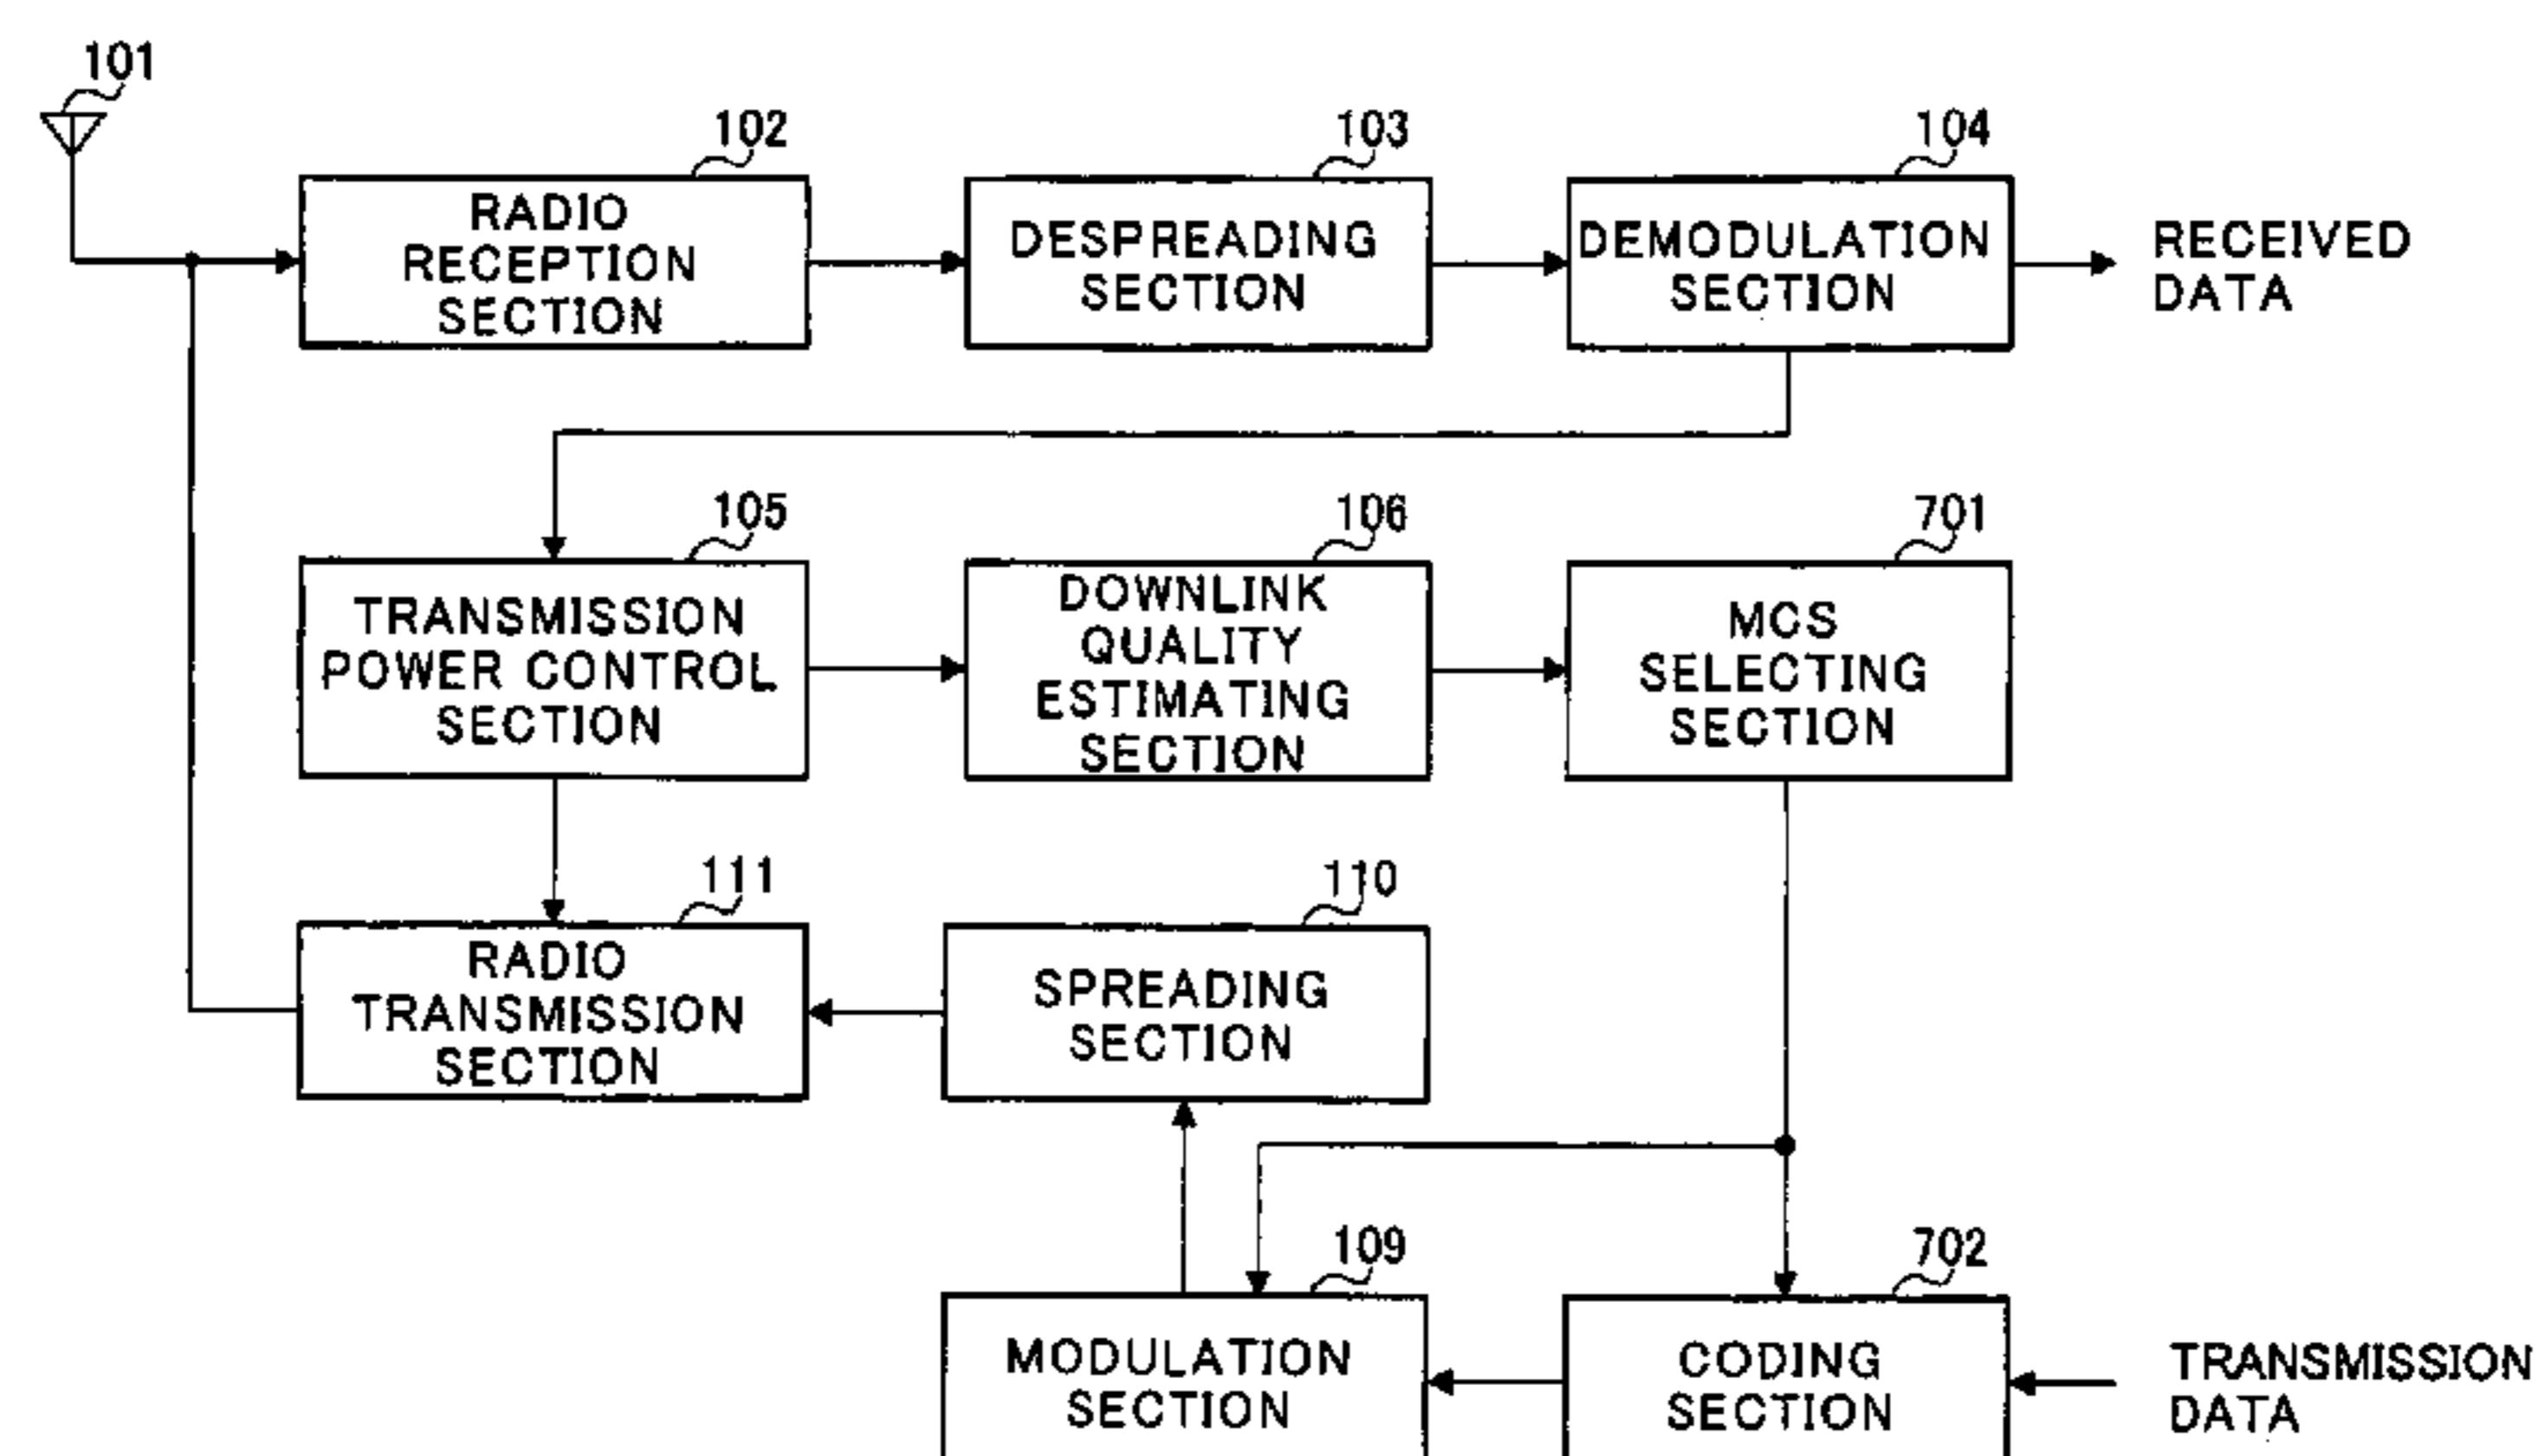 101
102
103
104
RADIO
RECEPTION
SECTION
DESPREADING
SECTION
DEMODULATION
SECTION
RECEIVED
DATA
105
106
701
TRANSMISSION
POWER CONTROL
SECTION
DOWNLINK
QUALITY
ESTIMATING
SECTION
MCS
SELECTING
SECTION
111
110
RADIO
TRANSMISSION
SECTION
SPREADING
SECTION
109
702
MODULATION
SECTION
CODING
SECTION
TRANSMISSION
DATA